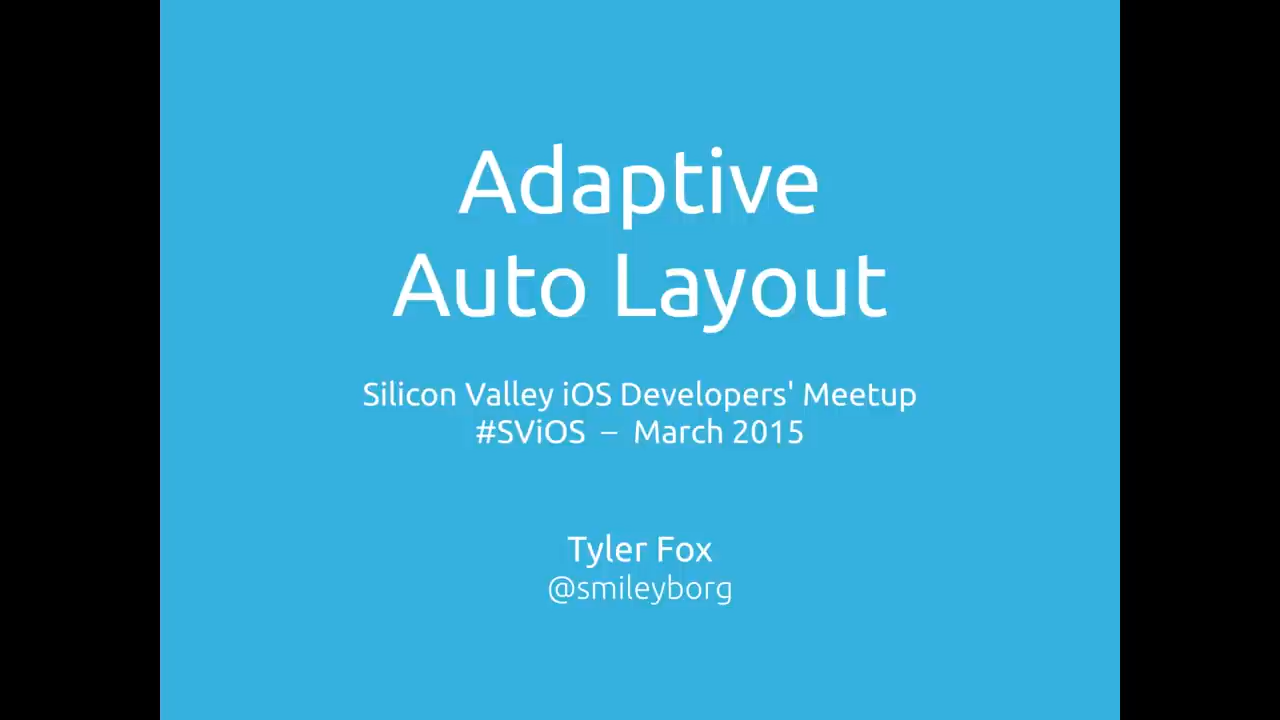 Adaptive
Auto Layout
Silicon Valley iOS Developers' Meetup
#SViOS – March 2015
Tyler Fox
@smileyborg